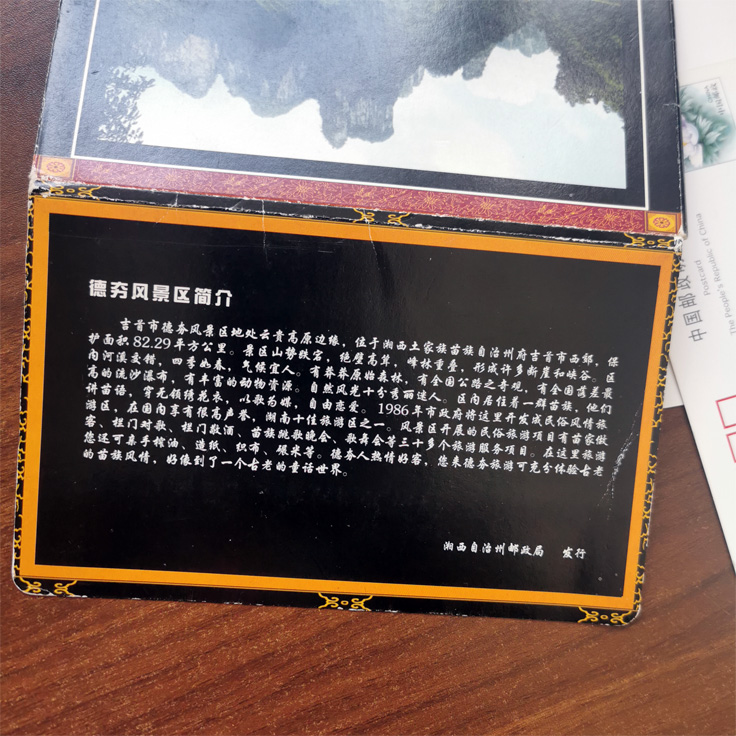 德夯风景区简介
吉首市德夯风景区地处云贵高原边缘，位于湘西土家族苗族自治州府吉首市西郊，保
护面积82.29平方公里。景区山势跌宕，绝壁高耸，峰林重叠，形成许多断崖和峡谷。区
内河溪交错，四季如春，气候宜人。有莽莽原始森林，有全国公路之奇观，有全国落差最
高的流沙瀑布，有丰富的动物资源。自然风光十分秀丽迷人。区内居住着一群苗族，他们
讲苗语，穿无领绣花衣，以歌为媒，自由恋爱。1986年市政府将这里开发成民俗风情旅
游区，在国内享有很高声誉，湖南十佳旅游区之一。风景区开展的民俗旅游项目有苗家做
客、拦门对歌、拦门敬酒、苗族跳歌晚会、歌寿会等三十多个旅游服务项目。在这里旅游
您还可亲手榨油、造纸、织布、碾米等。德夯人热情好客，您来德夯旅游可充分体验古老
的苗族风情，好像到了一个古老的童话世界。
湘西自治州邮政局 发行
中国邮政
Postcard
The People's Republic of China